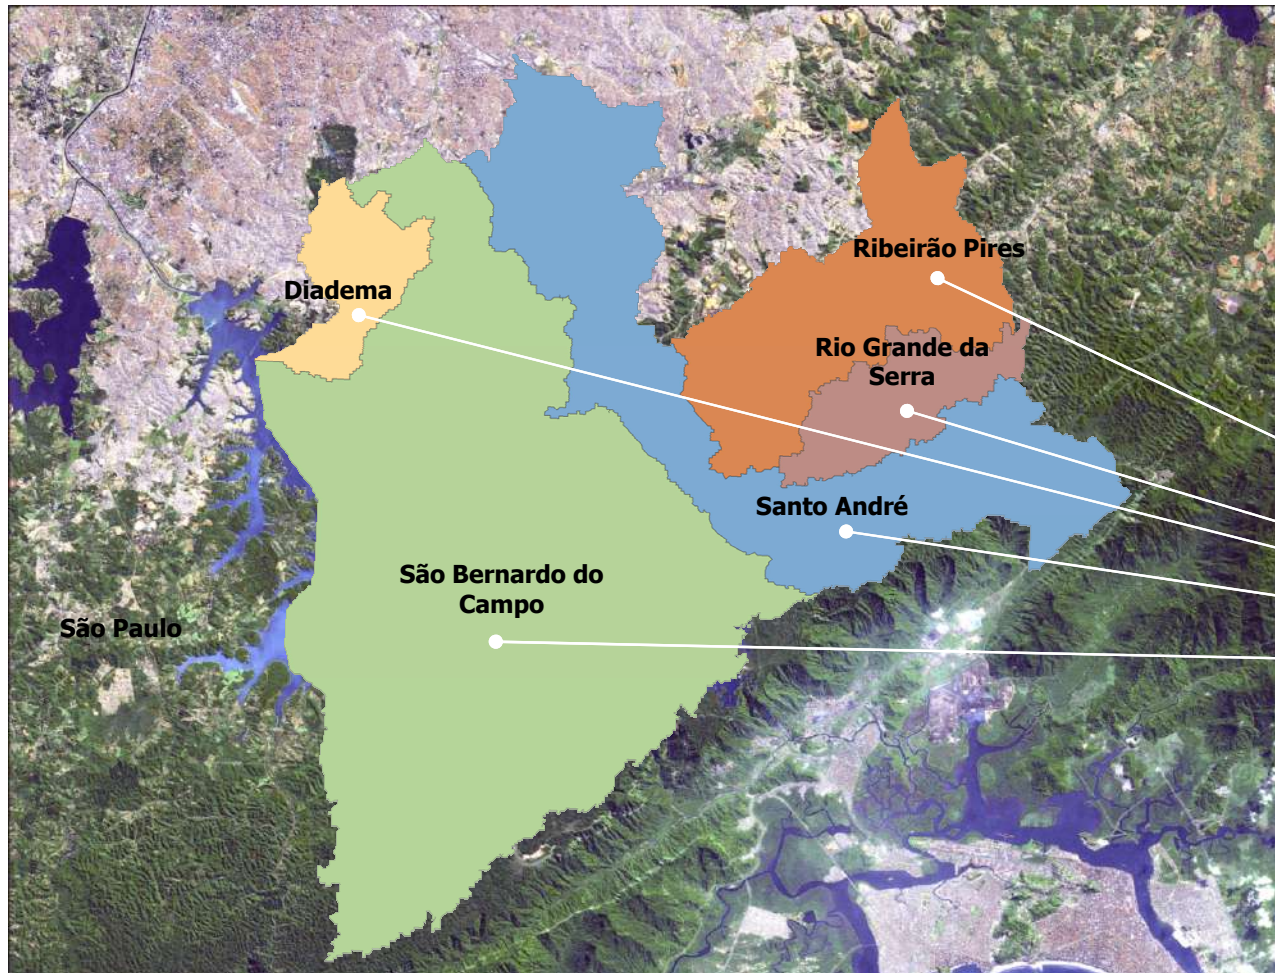 Ribeirão Pires
Diadema
Rio Grande da
Serra
Santo André
São Bernardo do
Campo
São Paulo